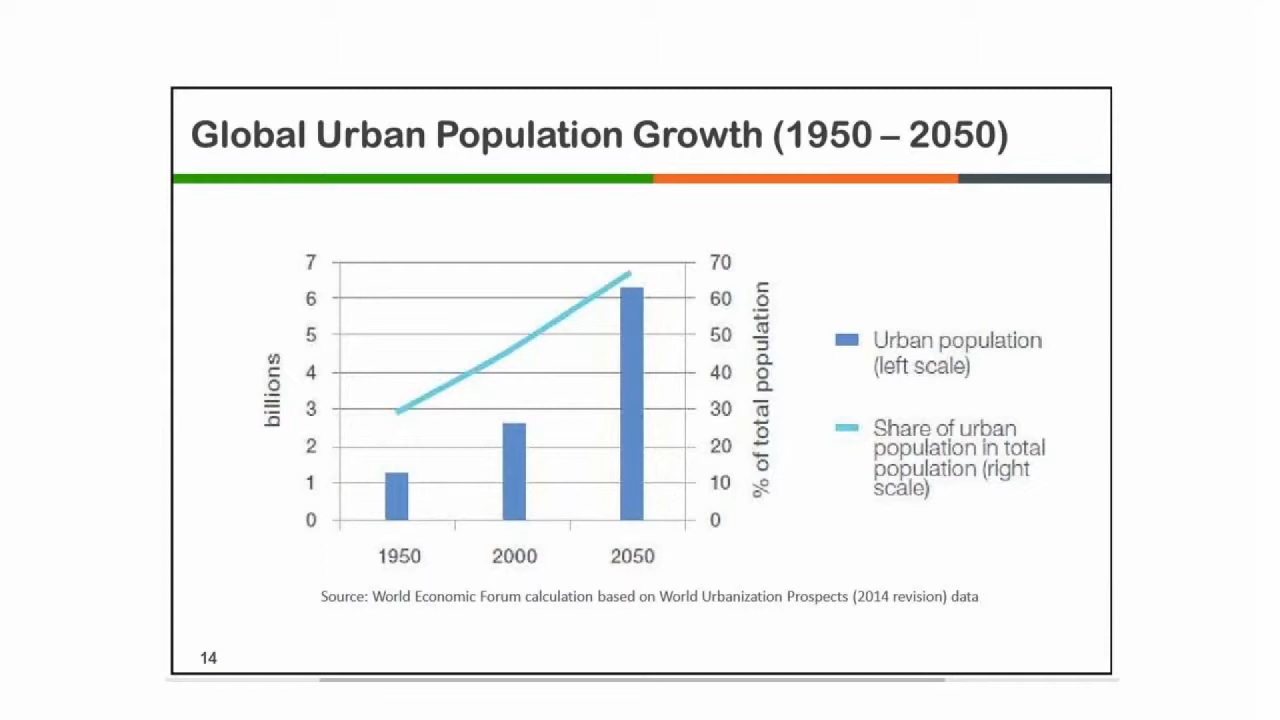 Global Urban Population Growth (1950 – 2050)
7
6
5
4
3
2
1
0
billions
70
60
50
40
30
20
10
0
% of total population
1950 2000 2050
Urban population
(left scale)
Share of urban
population in total
population (right
scale)
Source: World Economic Forum calculation based on World Urbanization Prospects (2014 revision) data
14